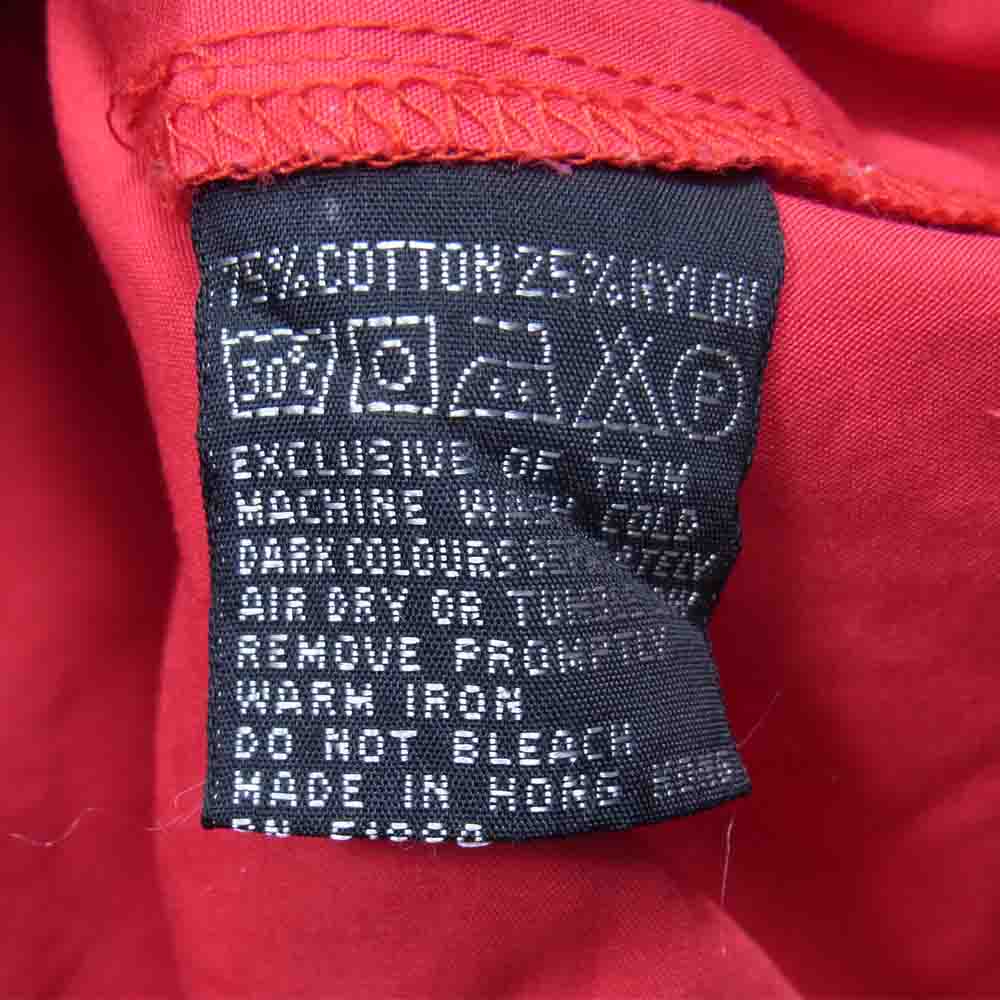 75% COTTON 25% NYLON
30°C P
EXCLUSIVE OF TRIM
MACHINE WASH COLD
DARK COLOURS SEPARATELY
AIR DRY OR TUMBLE
REMOVE PROMPTLY
WARM IRON
DO NOT BLEACH
MADE IN HONG KONG
RN